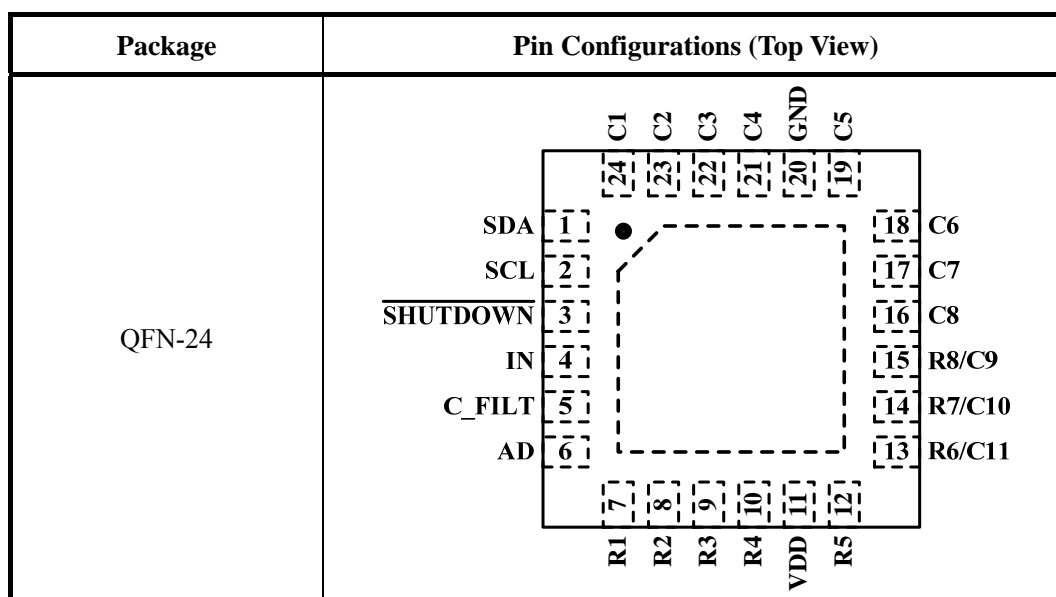 Package
Pin Configurations (Top View)
QFN-24
C1
C2
C3
C4
GND
C5
24
23
22
21
20
19
SDA 1
SCL 2
SHUTDOWN 3
IN 4
C_FILT 5
AD 6
18 C6
17 C7
16 C8
15 R8/C9
14 R7/C10
13 R6/C11
7
8
9
10
11
12
R1
R2
R3
R4
VDD
R5